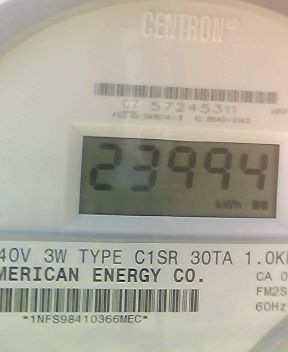 CENTRON®
C7 57245311
23994
kWh
40V 3W TYPE C1SR 30TA 1.0K
MERICAN ENERGY CO.
CA 0
FM2S
60Hz
*1NFS98410366MEC*